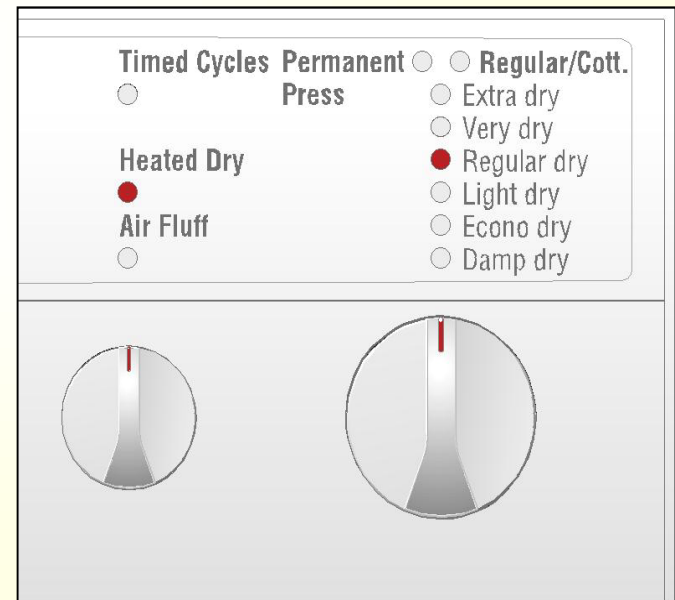 Timed Cycles
Heated Dry
Air Fluff
Permanent
Press
Regular/Cott.
Extra dry
Very dry
Regular dry
Light dry
Econo dry
Damp dry